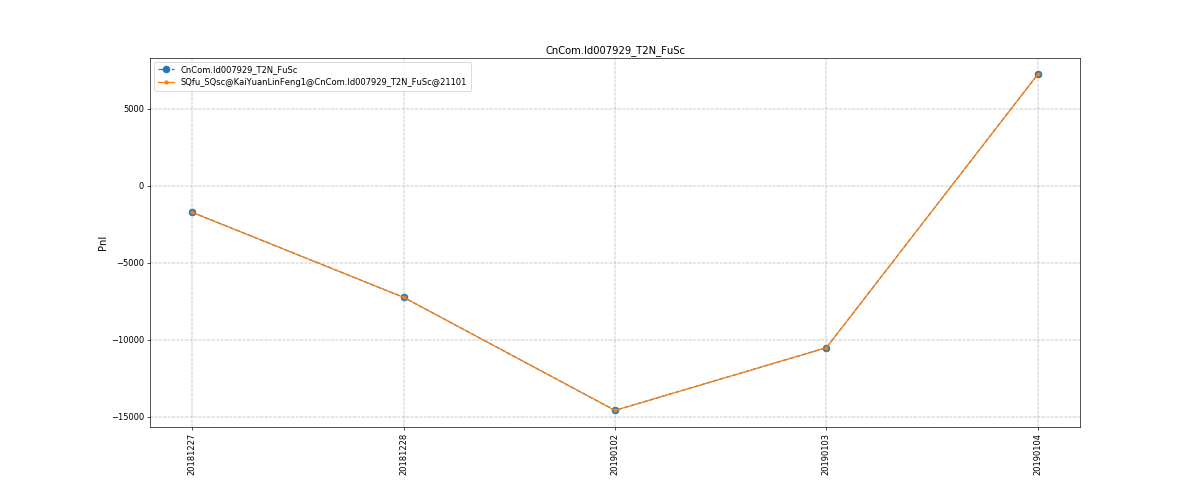 CnCom.Id007929_T2N_FuSc
CnCom.Id007929_T2N_FuSc
SQfu_SQsc@KaiYuanLinFeng1@CnCom.Id007929_T2N_FuSc@21101
5000
0
−5000
−10000
−15000
Pnl
20181227
20181228
20190102
20190103
20190104